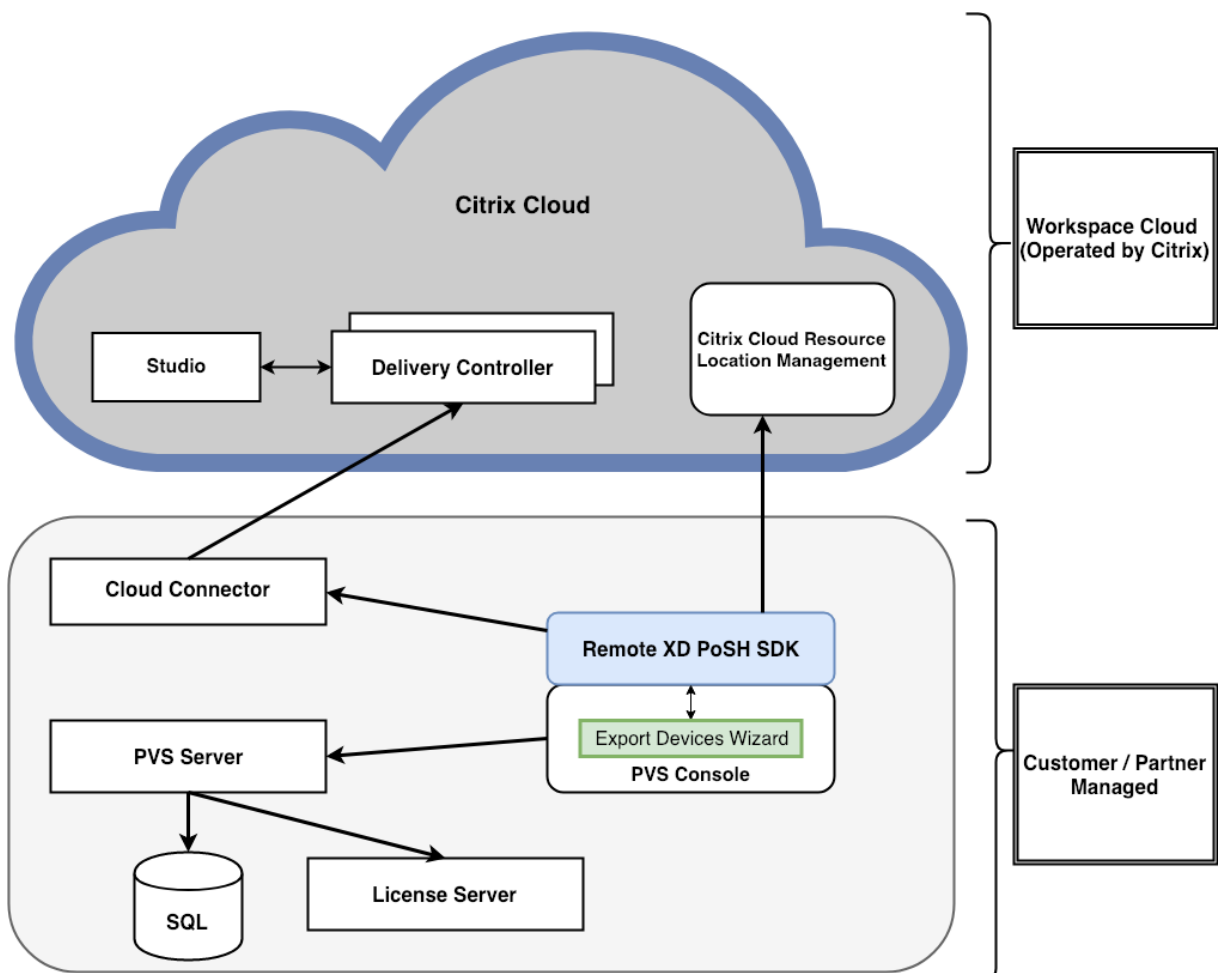 Citrix Cloud
Workspace Cloud
(Operated by Citrix)
Studio
Delivery Controller
Citrix Cloud Resource
Location Management
Cloud Connector
Remote XD PoSH SDK
Export Devices Wizard
PVS Console
PVS Server
Customer / Partner
Managed
SQL
License Server